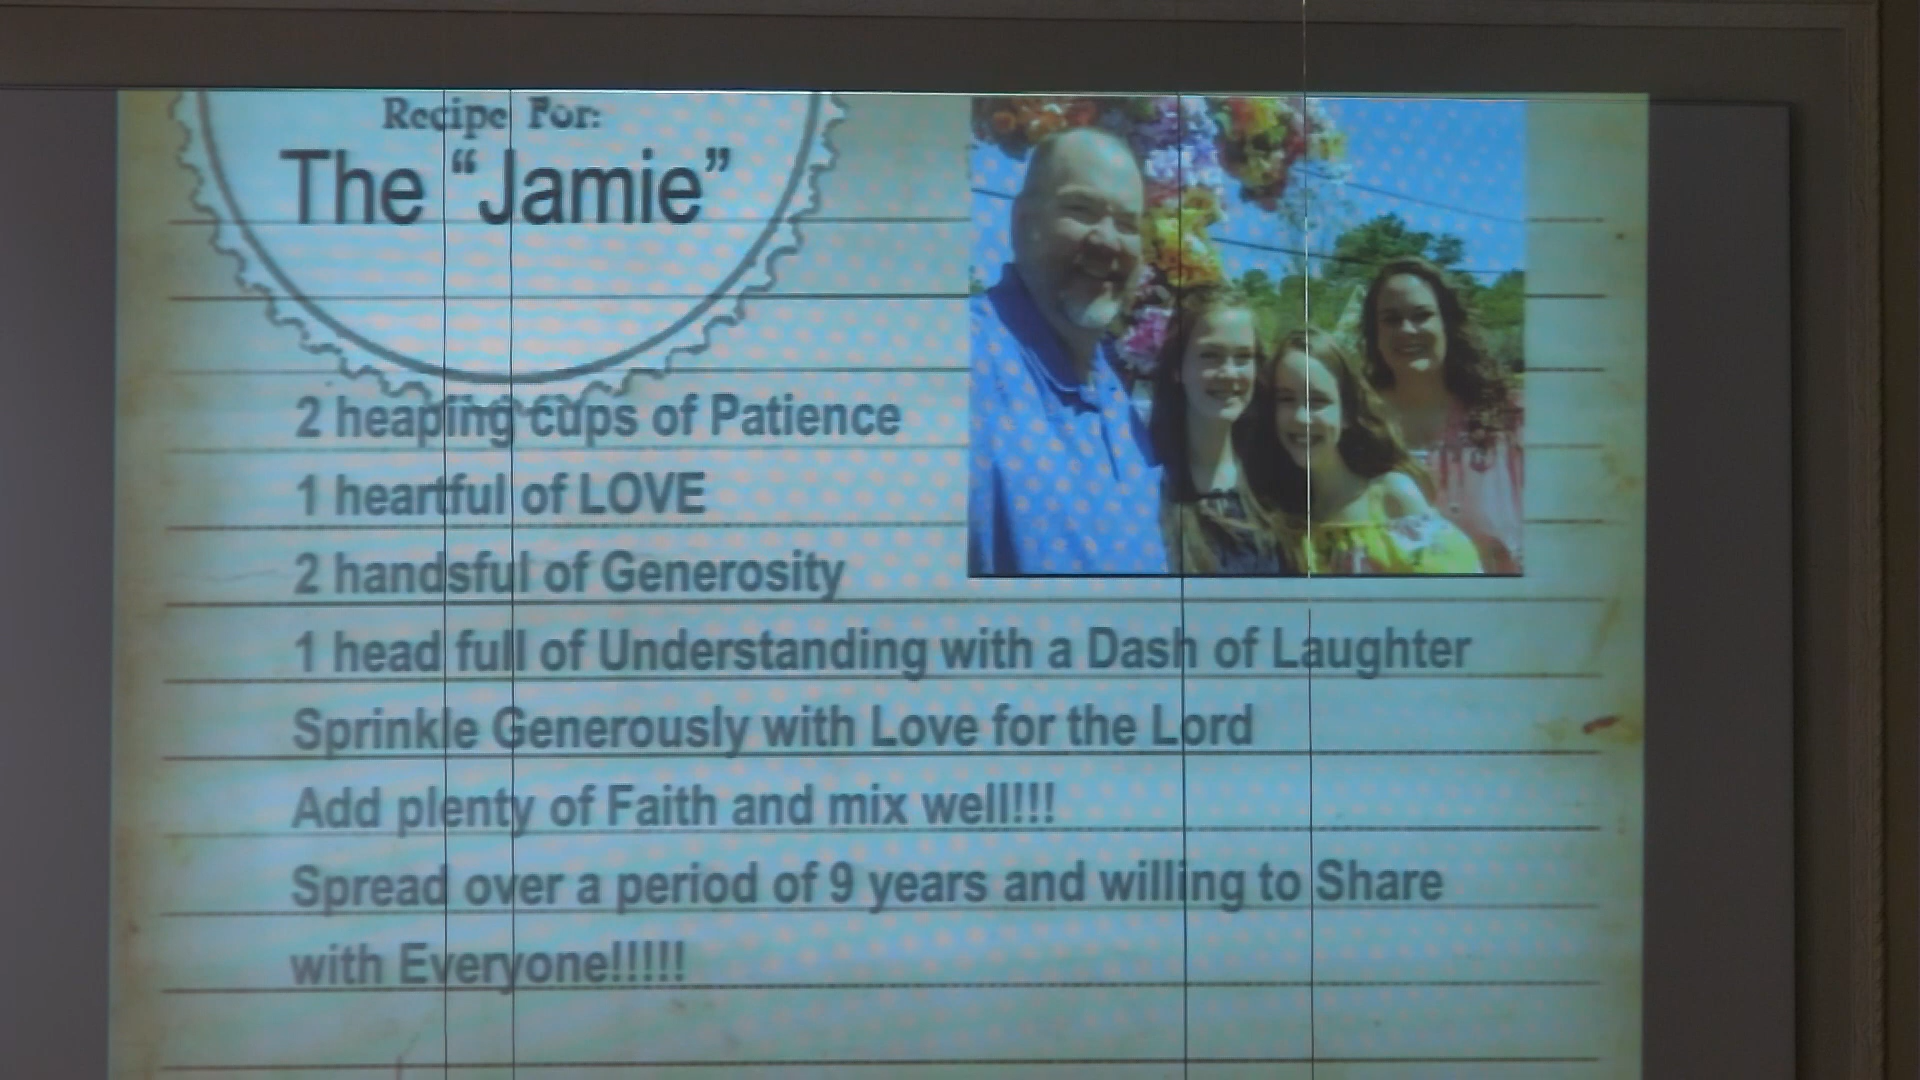 Recipe For:
The “Jamie”
2 heaping cups of Patience
1 heartful of LOVE
2 handsful of Generosity
1 head full of Understanding with a Dash of Laughter
Sprinkle Generously with Love for the Lord
Add plenty of Faith and mix well!!!
Spread over a period of 9 years and willing to Share
with Everyone!!!!!